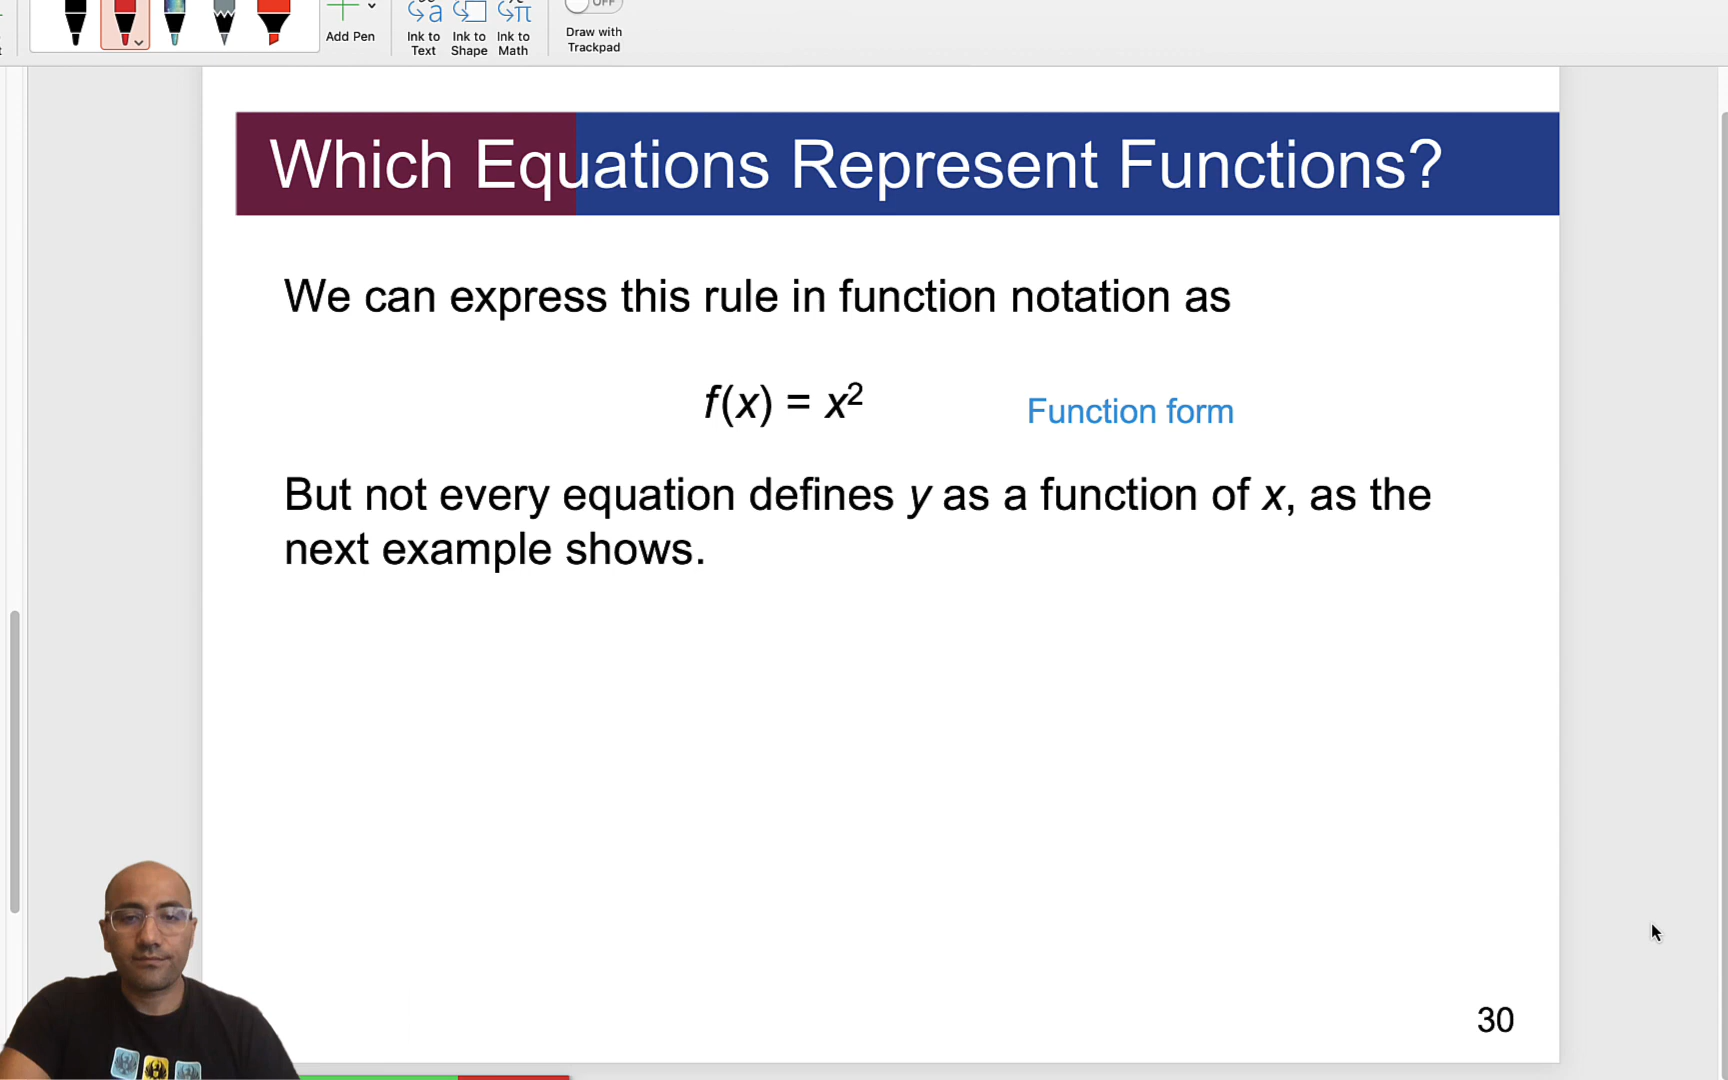 OFF
Add Pen
Ink to Text
Ink to Shape
Ink to Math
Draw with Trackpad
Which Equations Represent Functions?
We can express this rule in function notation as
f(x) = x²
Function form
But not every equation defines y as a function of x, as the
next example shows.
30